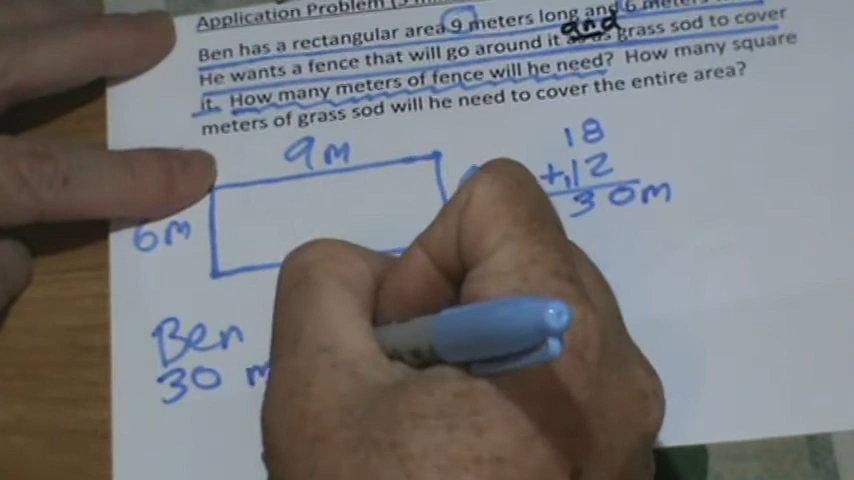 Application Problem
Ben has a rectangular area 9 meters long and 6 meters
He wants a fence that will go around it and grass sod to cover
it. How many meters of fence will he need? How many square
meters of grass sod will he need to cover the entire area?
9m
18
+12
30m
6m
Ben
30 m